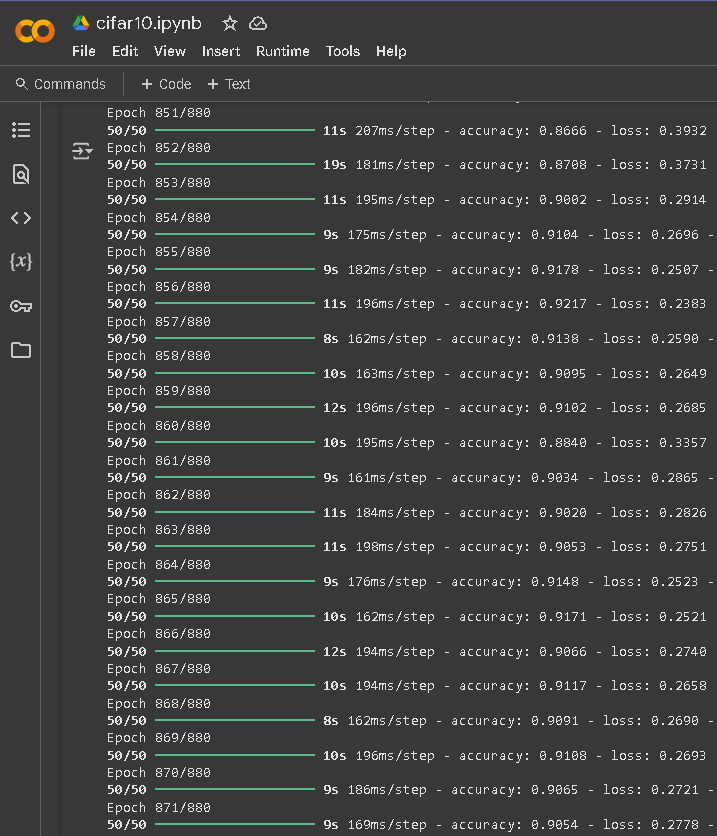 cifar10.ipynb
File Edit View Insert Runtime Tools Help
Commands + Code + Text
Epoch 851/880
50/50 11s 207ms/step - accuracy: 0.8666 - loss: 0.3932
Epoch 852/880
50/50 19s 181ms/step - accuracy: 0.8708 - loss: 0.3731
Epoch 853/880
50/50 11s 195ms/step - accuracy: 0.9002 - loss: 0.2914
Epoch 854/880
50/50 9s 175ms/step - accuracy: 0.9104 - loss: 0.2696 -
Epoch 855/880
50/50 9s 182ms/step - accuracy: 0.9178 - loss: 0.2507 -
Epoch 856/880
50/50 11s 196ms/step - accuracy: 0.9217 - loss: 0.2383
Epoch 857/880
50/50 8s 162ms/step - accuracy: 0.9138 - loss: 0.2590 -
Epoch 858/880
50/50 10s 163ms/step - accuracy: 0.9095 - loss: 0.2649
Epoch 859/880
50/50 12s 196ms/step - accuracy: 0.9102 - loss: 0.2685
Epoch 860/880
50/50 10s 195ms/step - accuracy: 0.8840 - loss: 0.3357
Epoch 861/880
50/50 9s 161ms/step - accuracy: 0.9034 - loss: 0.2865 -
Epoch 862/880
50/50 11s 184ms/step - accuracy: 0.9020 - loss: 0.2826
Epoch 863/880
50/50 11s 198ms/step - accuracy: 0.9053 - loss: 0.2751
Epoch 864/880
50/50 9s 176ms/step - accuracy: 0.9148 - loss: 0.2523 -
Epoch 865/880
50/50 10s 162ms/step - accuracy: 0.9171 - loss: 0.2521
Epoch 866/880
50/50 12s 194ms/step - accuracy: 0.9066 - loss: 0.2740
Epoch 867/880
50/50 10s 194ms/step - accuracy: 0.9117 - loss: 0.2658
Epoch 868/880
50/50 8s 162ms/step - accuracy: 0.9091 - loss: 0.2690 -
Epoch 869/880
50/50 10s 196ms/step - accuracy: 0.9108 - loss: 0.2693
Epoch 870/880
50/50 9s 186ms/step - accuracy: 0.9065 - loss: 0.2721 -
Epoch 871/880
50/50 9s 169ms/step - accuracy: 0.9054 - loss: 0.2778 -